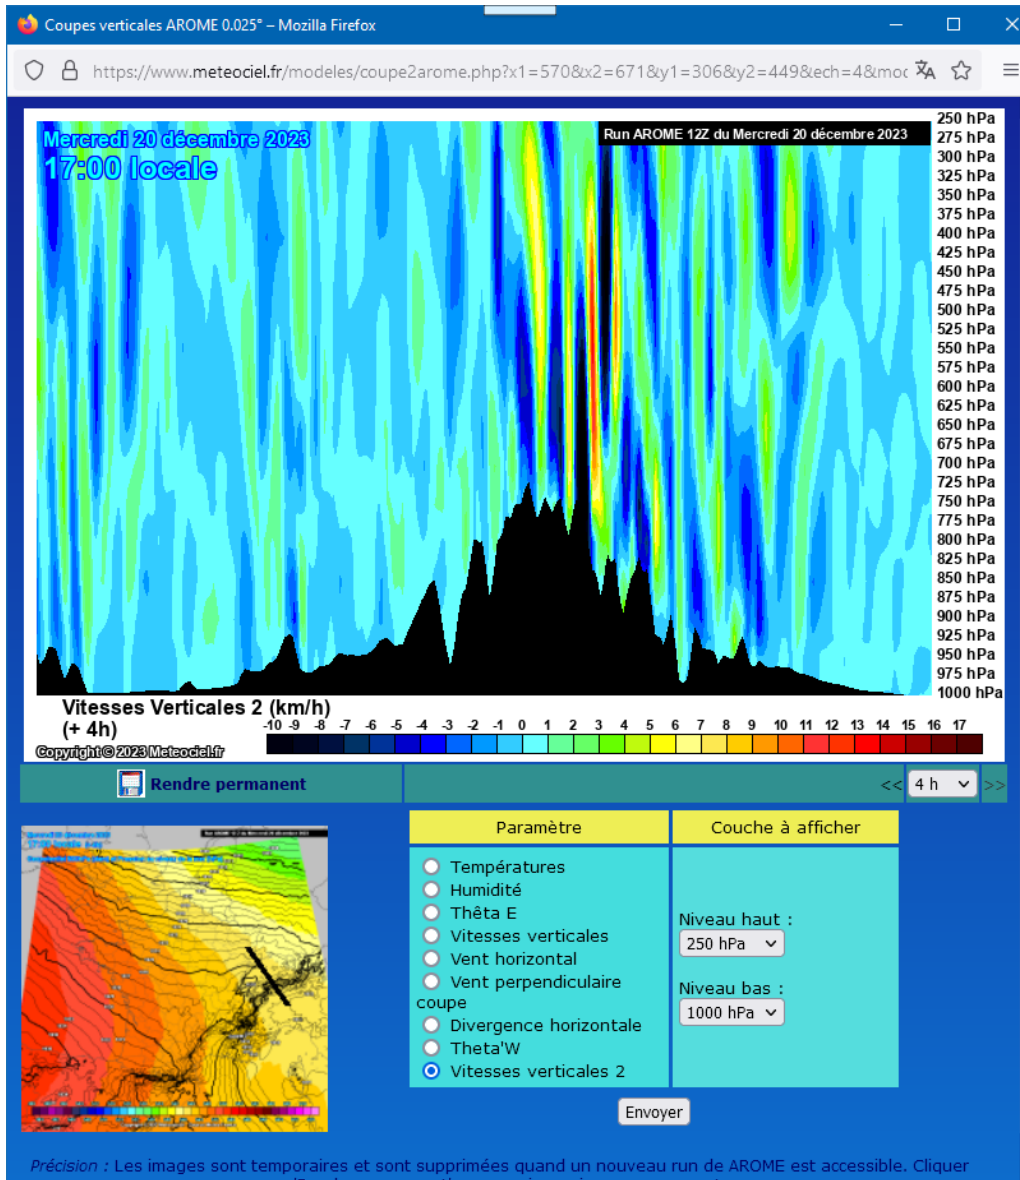 Coupes verticales AROME 0.025° – Mozilla Firefox
https://www.meteociel.fr/modeles/coupe2arome.php?x1=570&x2=671&y1=306&y2=449&ech=4&moc
Mercredi 20 décembre 2023
17:00 locale
Run AROME 12Z du Mercredi 20 décembre 2023
250 hPa
275 hPa
300 hPa
325 hPa
350 hPa
375 hPa
400 hPa
425 hPa
450 hPa
475 hPa
500 hPa
525 hPa
550 hPa
575 hPa
600 hPa
625 hPa
650 hPa
675 hPa
700 hPa
725 hPa
750 hPa
775 hPa
800 hPa
825 hPa
850 hPa
875 hPa
900 hPa
925 hPa
950 hPa
975 hPa
1000 hPa
Vitesses Verticales 2 (km/h)
(+ 4h)
-10 -9 -8 -7 -6 -5 -4 -3 -2 -1 0 1 2 3 4 5 6 7 8 9 10 11 12 13 14 15 16 17
Copyright © 2023 Meteociel.fr
Rendre permanent
<< 4 h >>
Paramètre
Températures
Humidité
Thêta E
Vitesses verticales
Vent horizontal
Vent perpendiculaire
coupe
Divergence horizontale
Theta'W
Vitesses verticales 2
Couche à afficher
Niveau haut :
250 hPa
Niveau bas :
1000 hPa
Envoyer
Précision : Les images sont temporaires et sont supprimées quand un nouveau run de AROME est accessible. Cliquer